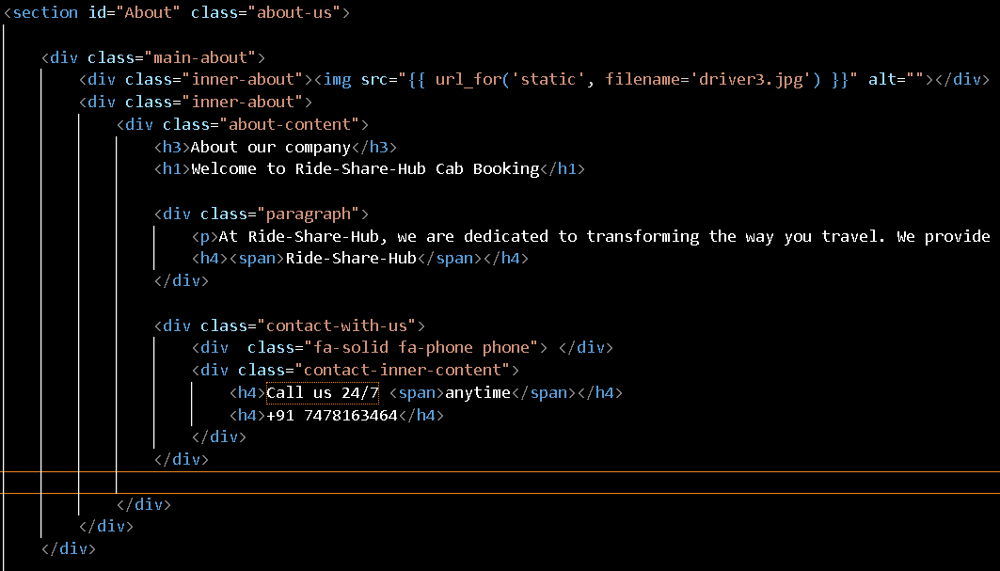 <section id="About" class="about-us">
<div class="main-about">
<div class="inner-about"><img src="{{ url_for('static', filename='driver3.jpg') }}" alt=""></div>
<div class="inner-about">
<div class="about-content">
<h3>About our company</h3>
<h1>Welcome to Ride-Share-Hub Cab Booking</h1>
<div class="paragraph">
<p>At Ride-Share-Hub, we are dedicated to transforming the way you travel. We provide
<h4><span>Ride-Share-Hub</span></h4>
</div>
<div class="contact-with-us">
<div  class="fa-solid fa-phone phone"> </div>
<div class="contact-inner-content">
<h4>Call us 24/7 <span>anytime</span></h4>
<h4>+91 7478163464</h4>
</div>
</div>
</div>
</div>
</div>